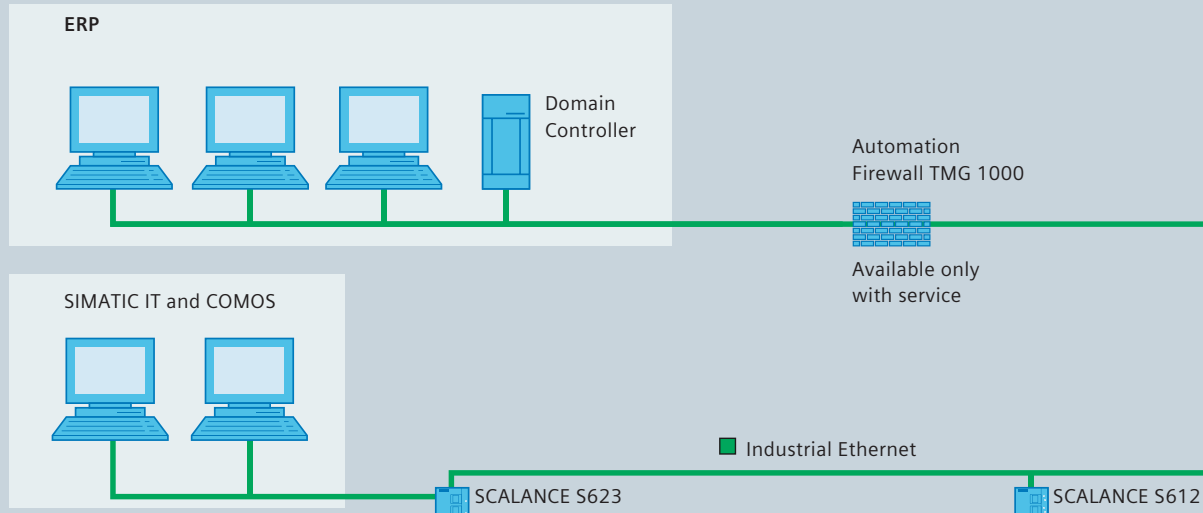 ERP
Domain
Controller
Automation
Firewall TMG 1000
Available only
with service
SIMATIC IT and COMOS
Industrial Ethernet
SCALANCE S623
SCALANCE S612